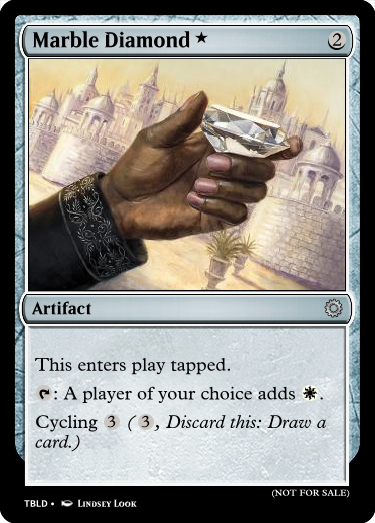 Marble Diamond ★ 2
Artifact
This enters play tapped.
: A player of your choice adds .
Cycling 3 ( 3 , Discard this: Draw a
card.)
(NOT FOR SALE)
TBLD • Lindsey Look